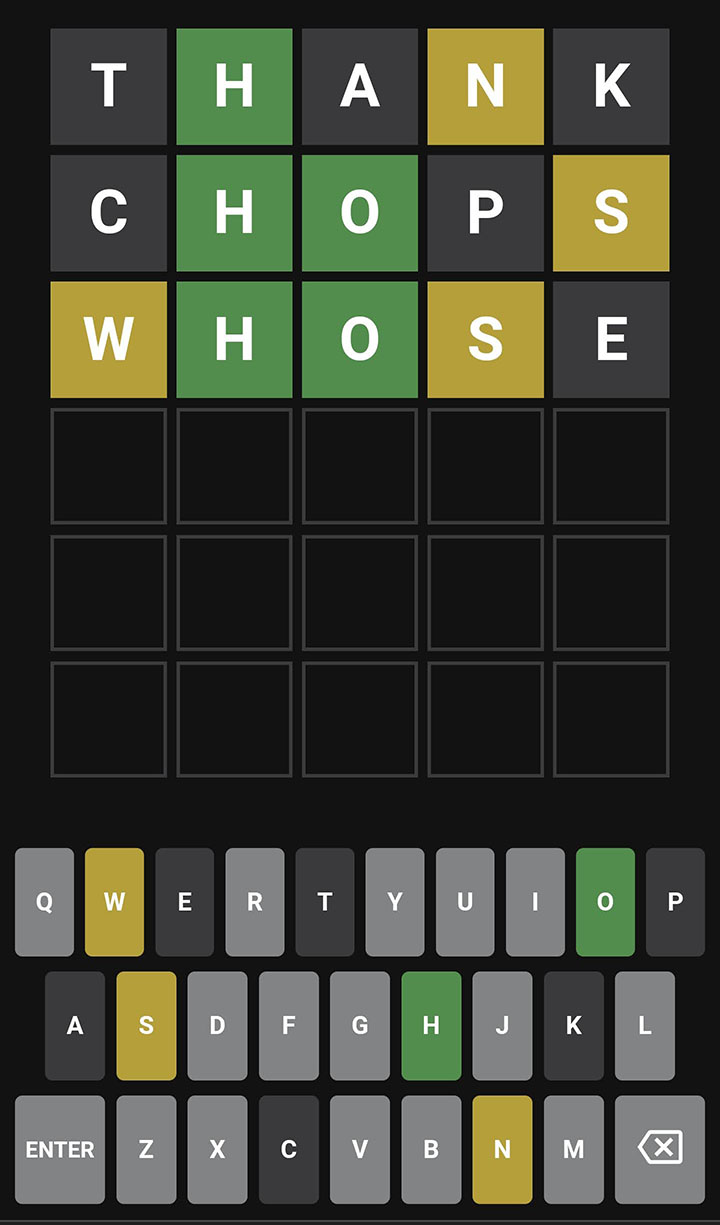 T H A N K
C H O P S
W H O S E
Q W E R T Y U I O P
A S D F G H J K L
ENTER Z X C V B N M